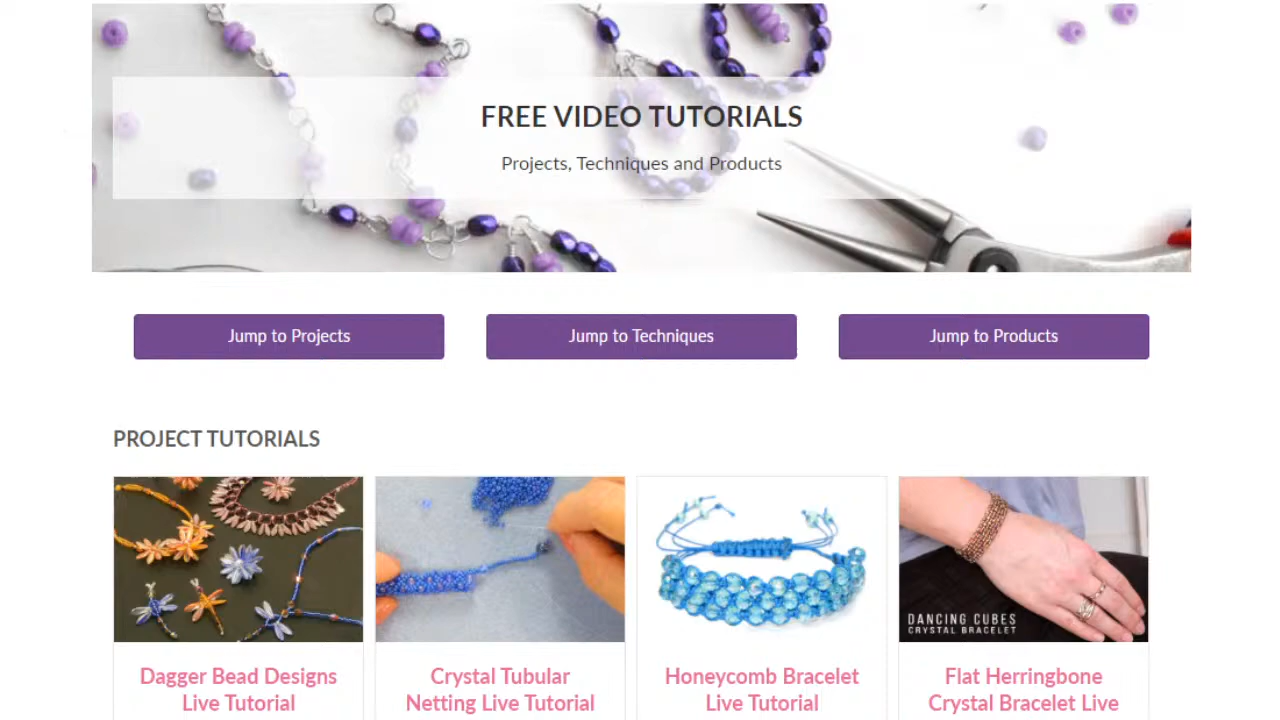 FREE VIDEO TUTORIALS
Projects, Techniques and Products
Jump to Projects
Jump to Techniques
Jump to Products
PROJECT TUTORIALS
DANCING CUBES
CRYSTAL BRACELET
Dagger Bead Designs
Live Tutorial
Crystal Tubular
Netting Live Tutorial
Honeycomb Bracelet
Live Tutorial
Flat Herringbone
Crystal Bracelet Live